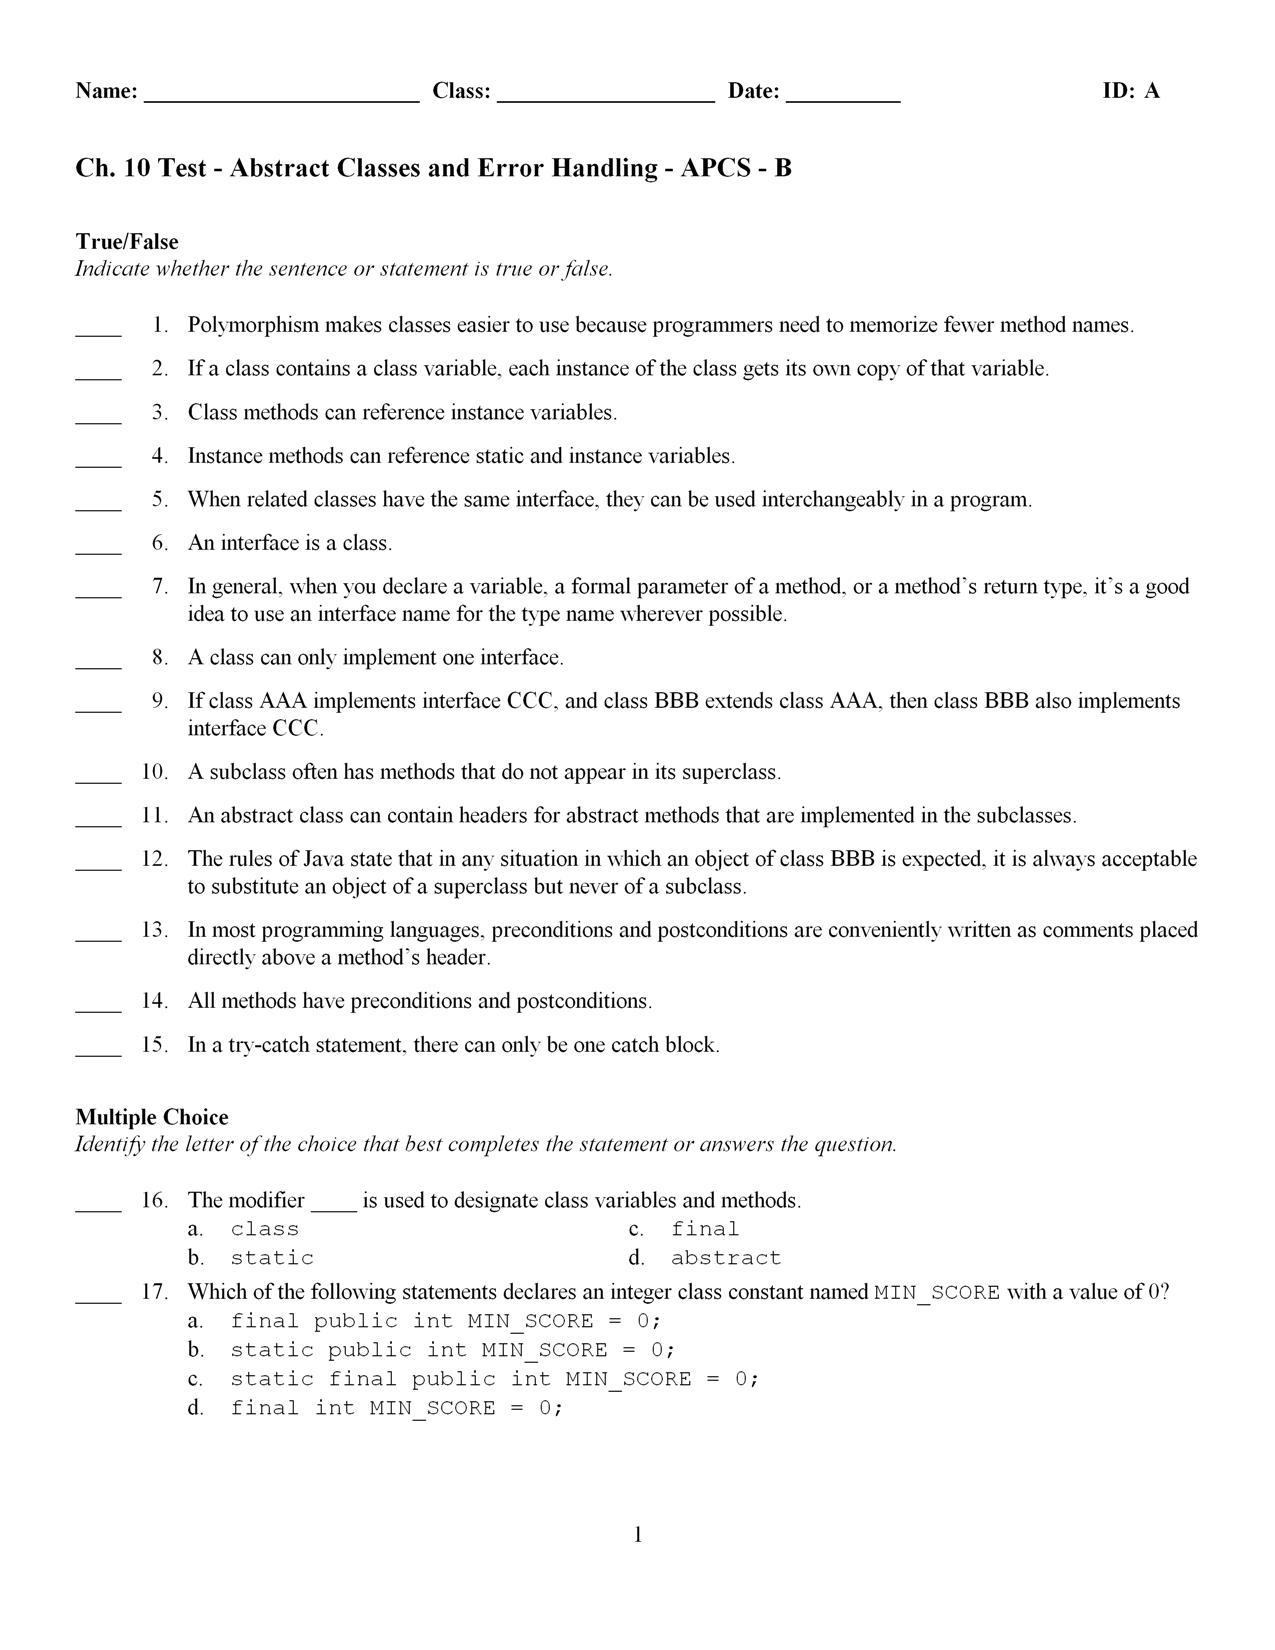 Name: ________________________ Class: ___________________ Date: __________ ID: A
Ch. 10 Test - Abstract Classes and Error Handling - APCS - B
True/False
Indicate whether the sentence or statement is true or false.
____ 1. Polymorphism makes classes easier to use because programmers need to memorize fewer method names.
____ 2. If a class contains a class variable, each instance of the class gets its own copy of that variable.
____ 3. Class methods can reference instance variables.
____ 4. Instance methods can reference static and instance variables.
____ 5. When related classes have the same interface, they can be used interchangeably in a program.
____ 6. An interface is a class.
____ 7. In general, when you declare a variable, a formal parameter of a method, or a method’s return type, it’s a good
idea to use an interface name for the type name wherever possible.
____ 8. A class can only implement one interface.
____ 9. If class AAA implements interface CCC, and class BBB extends class AAA, then class BBB also implements
interface CCC.
____ 10. A subclass often has methods that do not appear in its superclass.
____ 11. An abstract class can contain headers for abstract methods that are implemented in the subclasses.
____ 12. The rules of Java state that in any situation in which an object of class BBB is expected, it is always acceptable
to substitute an object of a superclass but never of a subclass.
____ 13. In most programming languages, preconditions and postconditions are conveniently written as comments placed
directly above a method’s header.
____ 14. All methods have preconditions and postconditions.
____ 15. In a try-catch statement, there can only be one catch block.
Multiple Choice
Identify the letter of the choice that best completes the statement or answers the question.
____ 16. The modifier ____ is used to designate class variables and methods.
a. class c. final
b. static d. abstract
____ 17. Which of the following statements declares an integer class constant named MIN_SCORE with a value of 0?
a. final public int MIN_SCORE = 0;
b. static public int MIN_SCORE = 0;
c. static final public int MIN_SCORE = 0;
d. final int MIN_SCORE = 0;
1